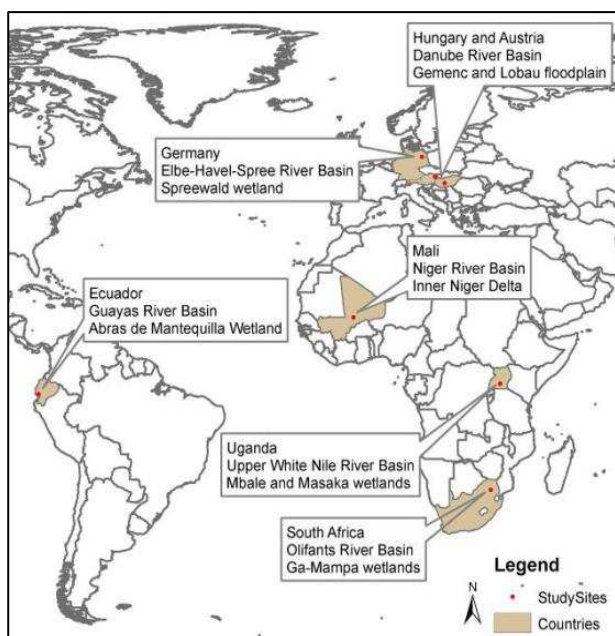 Hungary and Austria
Danube River Basin
Gemenc and Lobau floodplain
Germany
Elbe-Havel-Spree River Basin
Spreewald wetland
Mali
Niger River Basin
Inner Niger Delta
Ecuador
Guayas River Basin
Abras de Mantequilla Wetland
Uganda
Upper White Nile River Basin
Mbale and Masaka wetlands
South Africa
Olifants River Basin
Ga-Mampa wetlands
Legend
N
StudySites
Countries